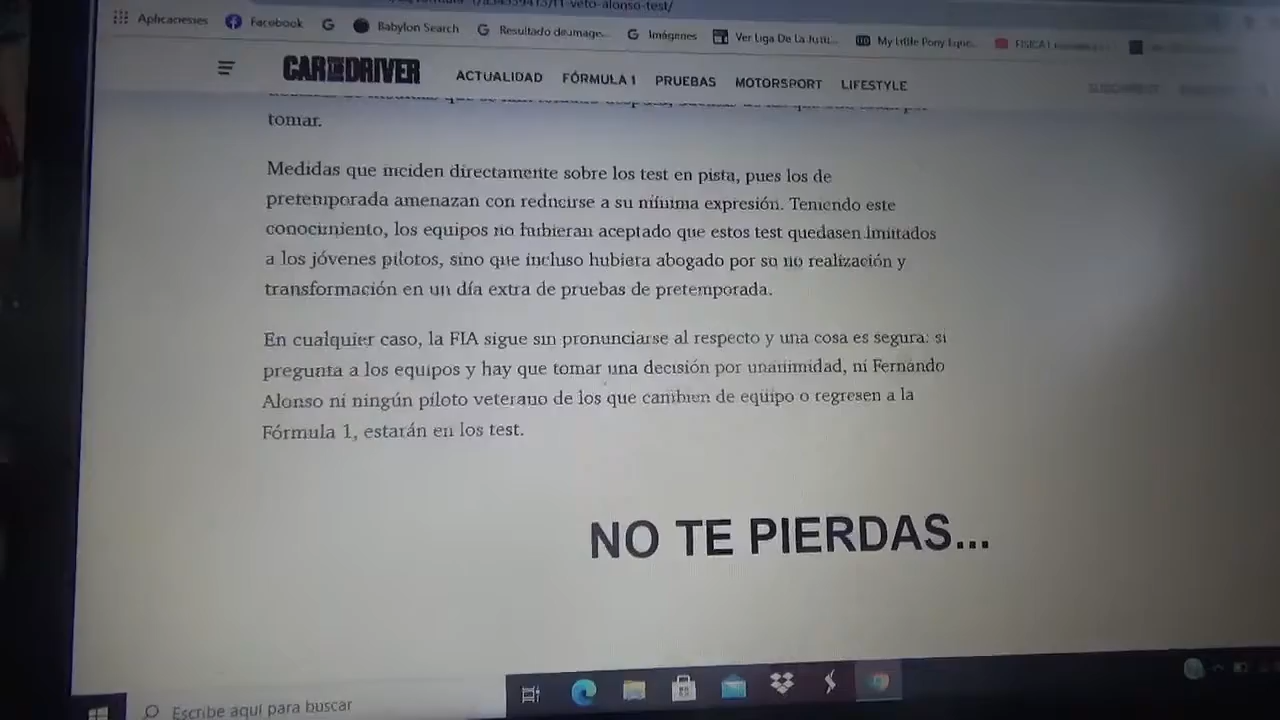 veto-alonso-test/
Aplicaciones Facebook G Babylon Search Resultado de image... Imágenes Ver Liga De La Justi... My Little Pony Eque... FISICA I
CAR AND DRIVER ACTUALIDAD FÓRMULA 1 PRUEBAS MOTORSPORT LIFESTYLE
tomar.
Medidas que inciden directamente sobre los test en pista, pues los de
pretemporada amenazan con reducirse a su mínima expresión. Teniendo este
conocimiento, los equipos no hubieran aceptado que estos test quedasen limitados
a los jóvenes pilotos, sino que incluso hubiera abogado por su no realización y
transformación en un día extra de pruebas de pretemporada.
En cualquier caso, la FIA sigue sin pronunciarse al respecto y una cosa es segura: si
pregunta a los equipos y hay que tomar una decisión por unanimidad, ni Fernando
Alonso ni ningún piloto veterano de los que cambien de equipo o regresen a la
Fórmula 1, estarán en los test.
NO TE PIERDAS...
Escribe aquí para buscar